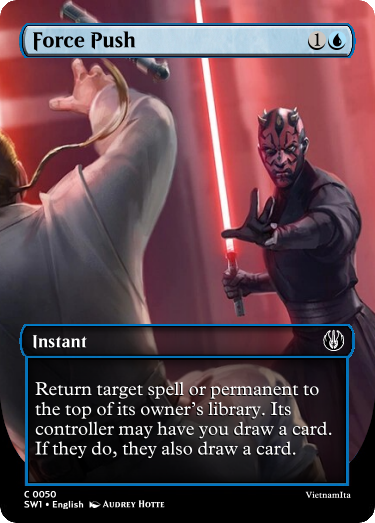 Force Push 1
Instant
Return target spell or permanent to
the top of its owner's library. Its
controller may have you draw a card.
If they do, they also draw a card.
C 0050
SW1 • English Audrey Hotte
VietnamIta